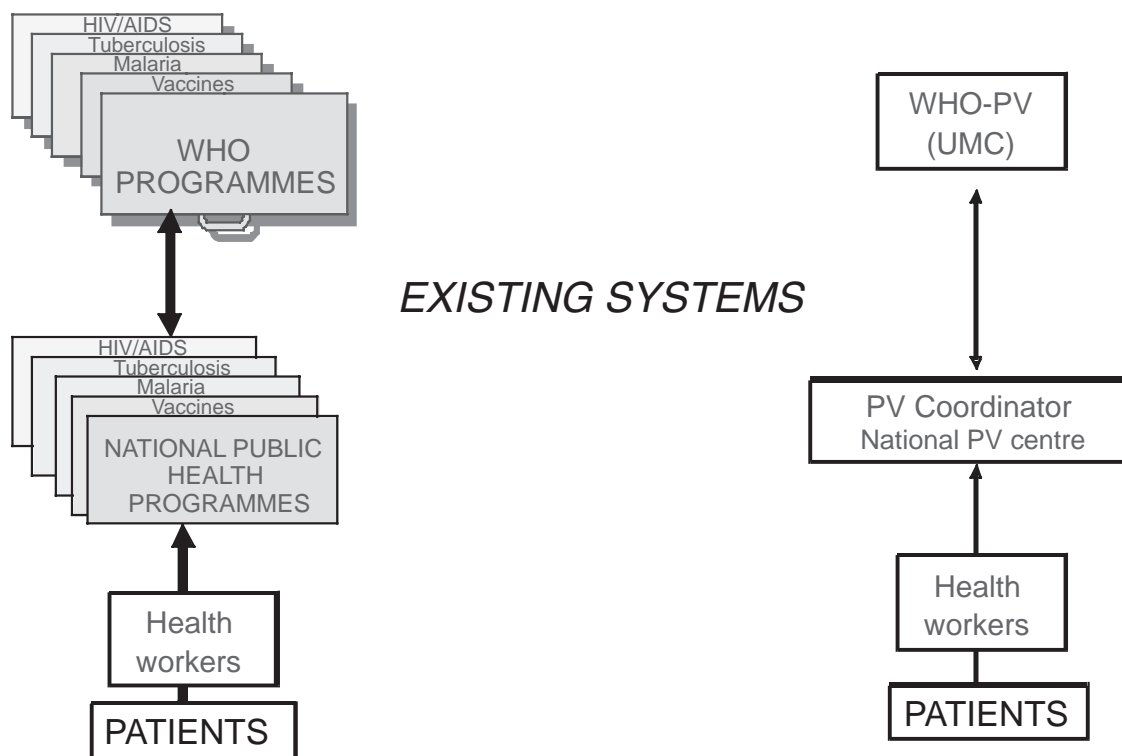 HIV/AIDS
Tuberculosis
Malaria
Vaccines
WHO
PROGRAMMES
HIV/AIDS
Tuberculosis
Malaria
Vaccines
NATIONAL PUBLIC
HEALTH
PROGRAMMES
Health
workers
PATIENTS
EXISTING SYSTEMS
WHO-PV
(UMC)
PV Coordinator
National PV centre
Health
workers
PATIENTS